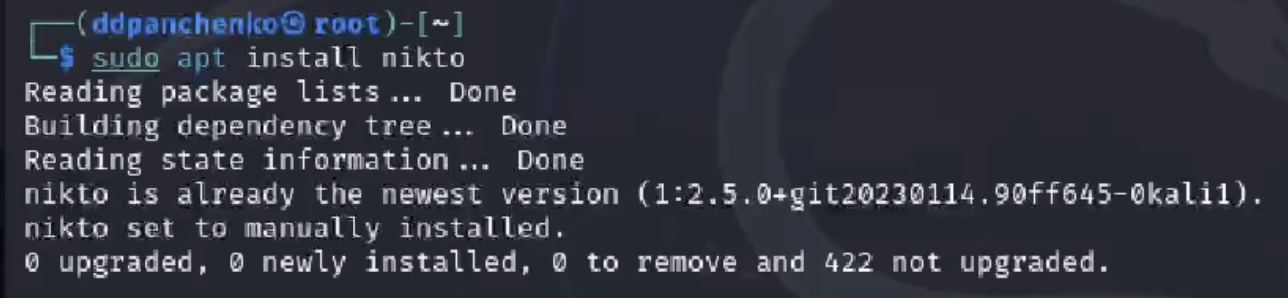 ┌──(ddpanchenko㉿root)-[~]
└─$ sudo apt install nikto
Reading package lists... Done
Building dependency tree... Done
Reading state information... Done
nikto is already the newest version (1:2.5.0+git20230114.90ff645-0kali1).
nikto set to manually installed.
0 upgraded, 0 newly installed, 0 to remove and 422 not upgraded.